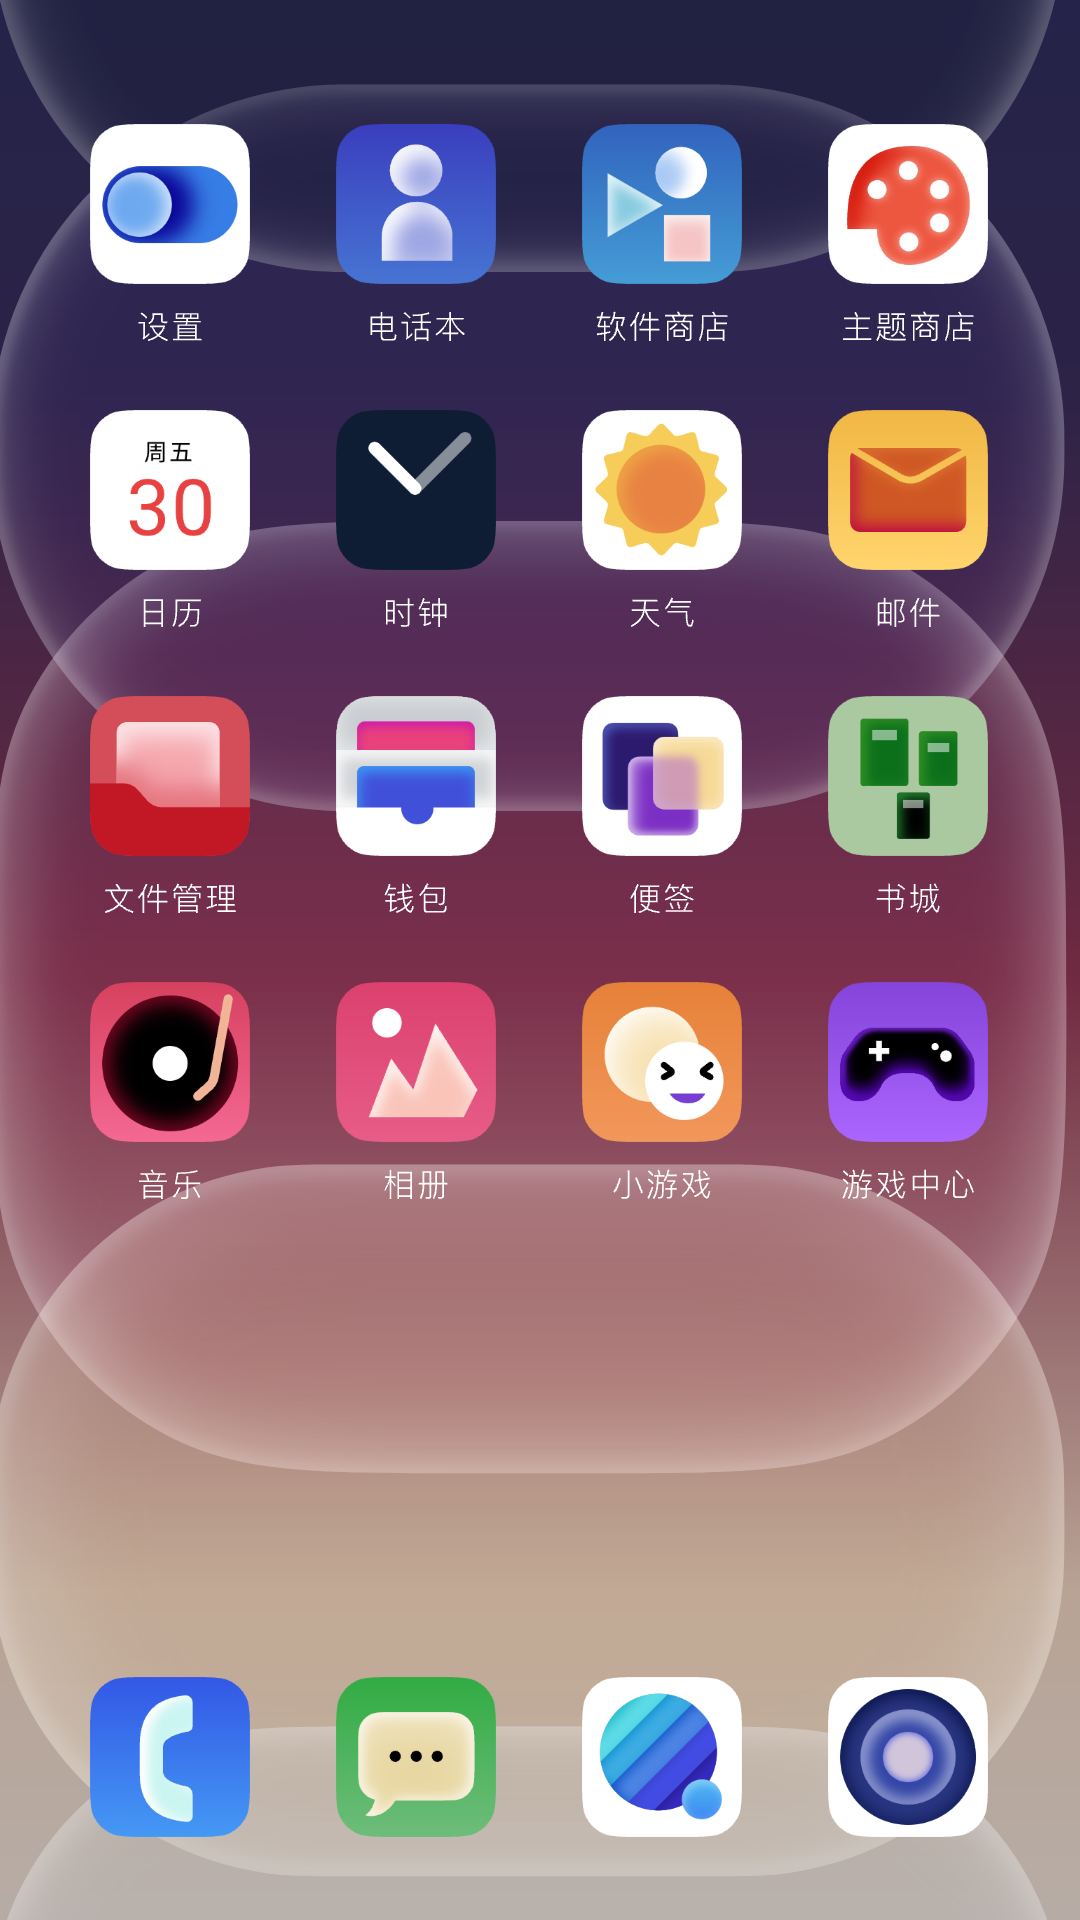 设置
电话本
软件商店
主题商店
周五
30
日历
时钟
天气
邮件
文件管理
钱包
便签
书城
音乐
相册
小游戏
游戏中心